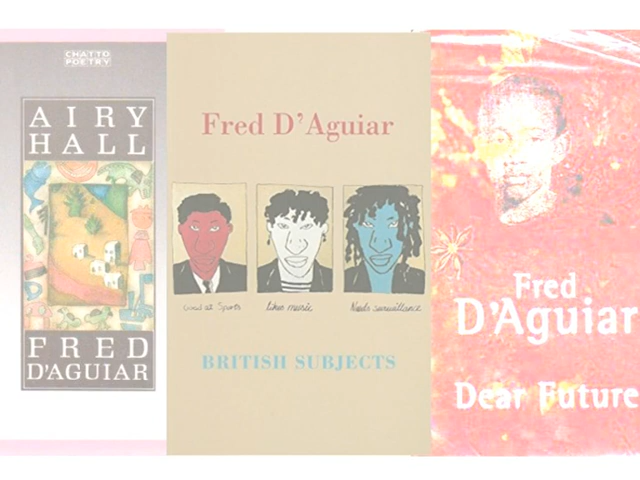 CHATTO
POETRY
AIRY
HALL
FRED
D'AGUIAR
Fred D'Aguiar
Good at Sports
Likes music
Needs surveillance
BRITISH SUBJECTS
Fred
D'Aguiar
Dear Future